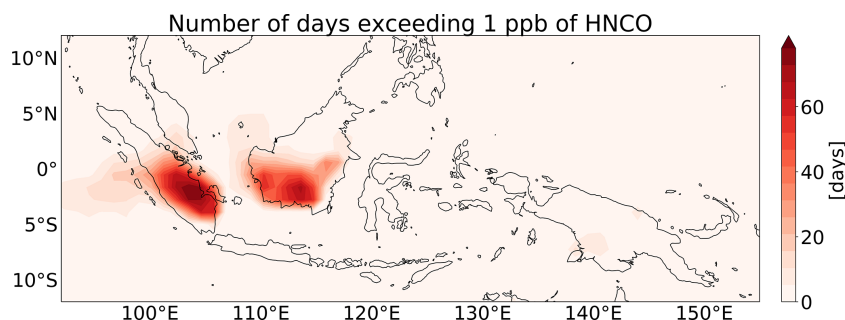 Number of days exceeding 1 ppb of HNCO
10°N
5°N
0°
5°S
10°S
100°E 110°E 120°E 130°E 140°E 150°E
60
40
20
0
[days]